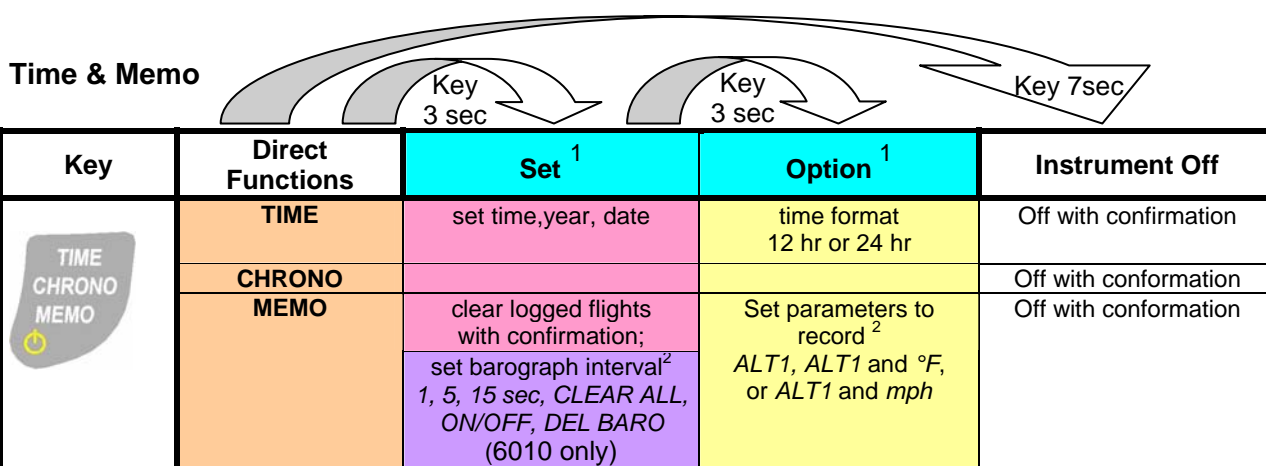 Time & Memo
Key
3 sec
Key
3 sec
Key 7sec
Key
Direct
Functions
Set 1
Option 1
Instrument Off
TIME
CHRONO
MEMO
TIME
set time,year, date
time format
12 hr or 24 hr
Off with confirmation
CHRONO
Off with conformation
MEMO
clear logged flights
with confirmation;
set barograph interval2
1, 5, 15 sec, CLEAR ALL,
ON/OFF, DEL BARO
(6010 only)
Set parameters to
record 2
ALT1, ALT1 and °F,
or ALT1 and mph
Off with conformation